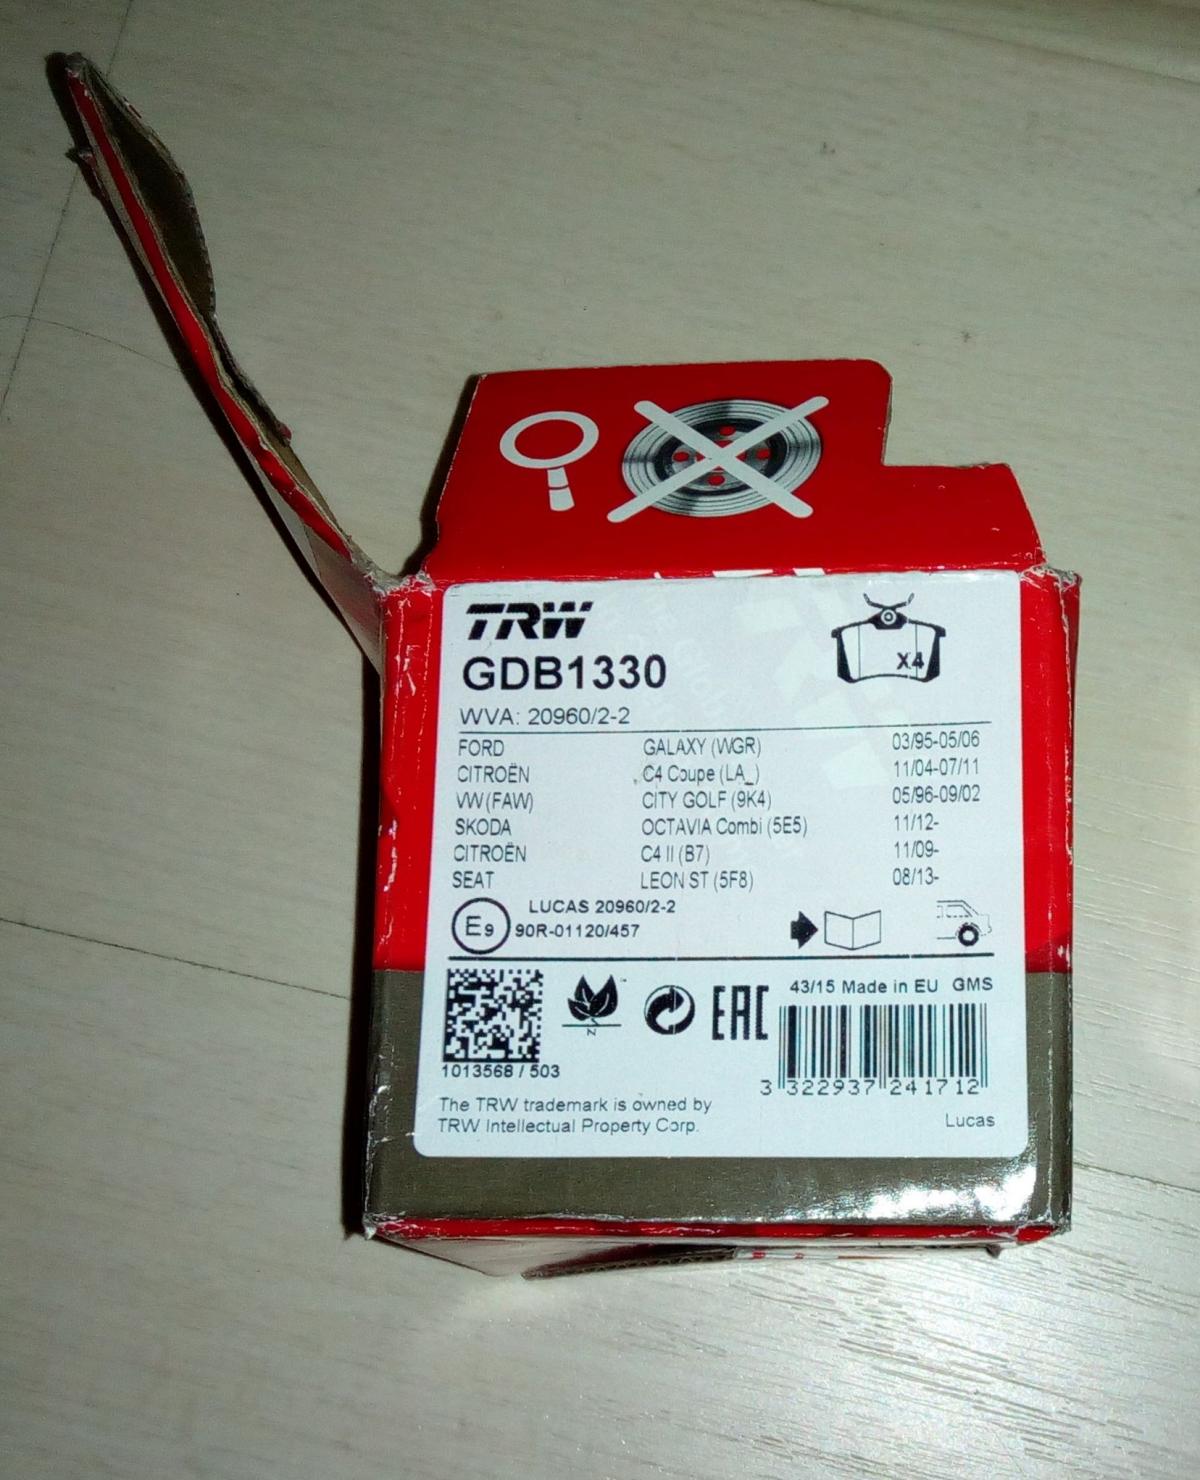 TRW
GDB1330
X4
WVA: 20960/2-2
FORD GALAXY (WGR) 03/95-05/06
CITROËN C4 Coupe (LA_) 11/04-07/11
VW (FAW) CITY GOLF (9K4) 05/96-09/02
SKODA OCTAVIA Combi (5E5) 11/12-
CITROËN C4 II (B7) 11/09-
SEAT LEON ST (5F8) 08/13-
LUCAS 20960/2-2
E9 90R-01120/457
43/15 Made in EU GMS
N
EAC
1013568 / 503
3 322937 241712
The TRW trademark is owned by
TRW Intellectual Property Corp.
Lucas